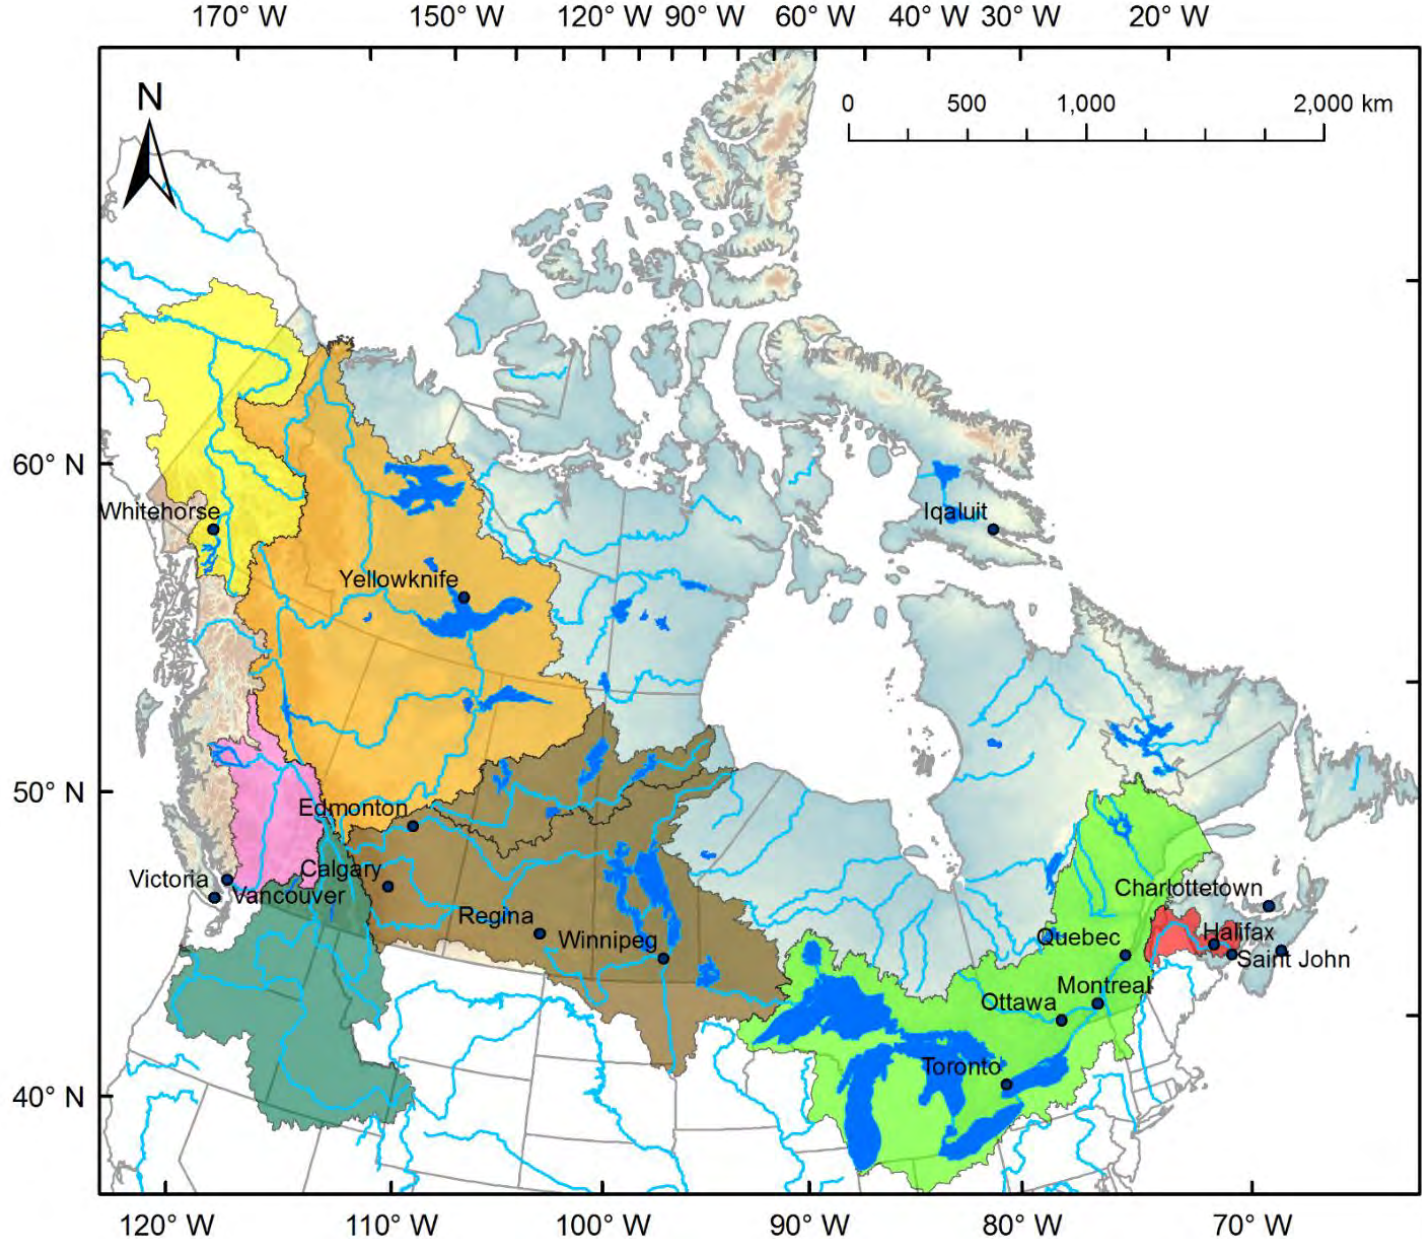 170° W 150° W 120° W 90° W 60° W 40° W 30° W 20° W
N
0 500 1,000 2,000 km
60° N
Whitehorse
Iqaluit
Yellowknife
50° N
Edmonton
Calgary
Victoria
Vancouver
Charlottetown
Regina
Winnipeg
Quebec
Halifax
Saint John
Montreal
Ottawa
Toronto
40° N
120° W 110° W 100° W 90° W 80° W 70° W